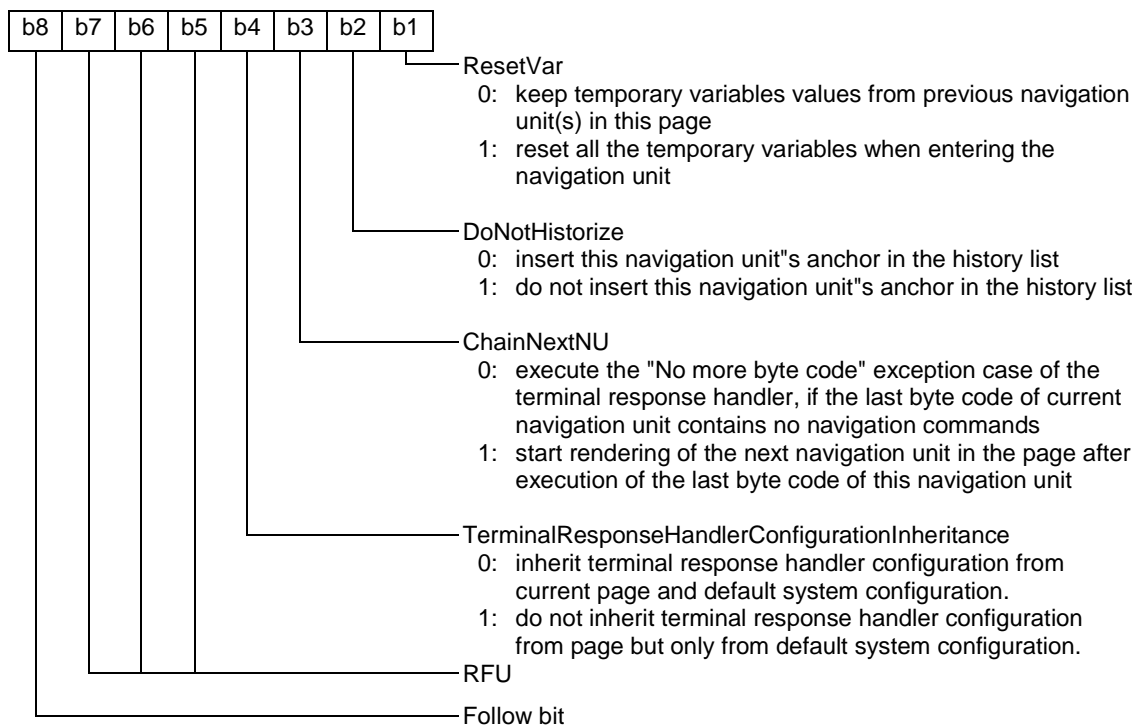 b8 b7 b6 b5 b4 b3 b2 b1
ResetVar
0: keep temporary variables values from previous navigation
unit(s) in this page
1: reset all the temporary variables when entering the
navigation unit
DoNotHistorize
0: insert this navigation unit"s anchor in the history list
1: do not insert this navigation unit"s anchor in the history list
ChainNextNU
0: execute the "No more byte code" exception case of the
terminal response handler, if the last byte code of current
navigation unit contains no navigation commands
1: start rendering of the next navigation unit in the page after
execution of the last byte code of this navigation unit
TerminalResponseHandlerConfigurationInheritance
0: inherit terminal response handler configuration from
current page and default system configuration.
1: do not inherit terminal response handler configuration
from page but only from default system configuration.
RFU
Follow bit